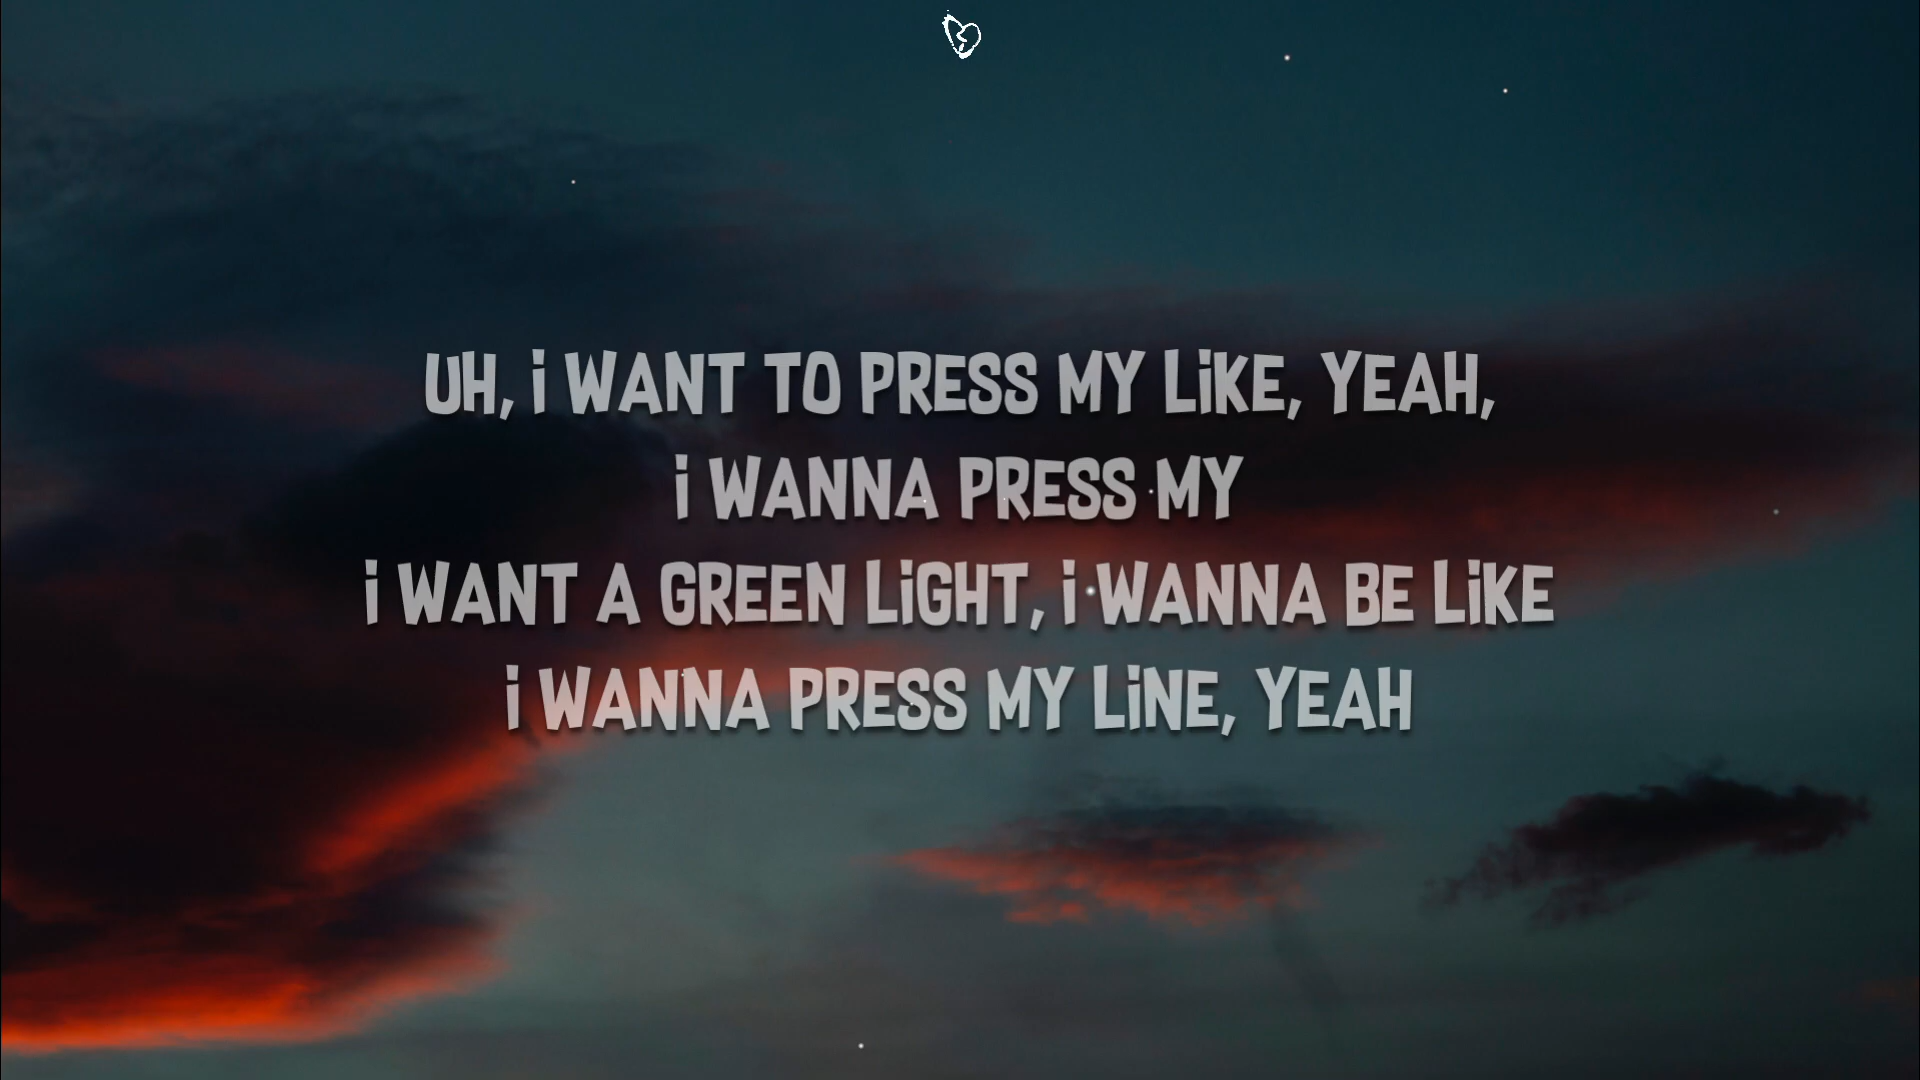 UH, i WANT TO PRESS MY LiKE, YEAH,
i WANNA PRESS MY
i WANT A GREEN LiGHT, i WANNA BE LiKE
i WANNA PRESS MY LiNE, YEAH